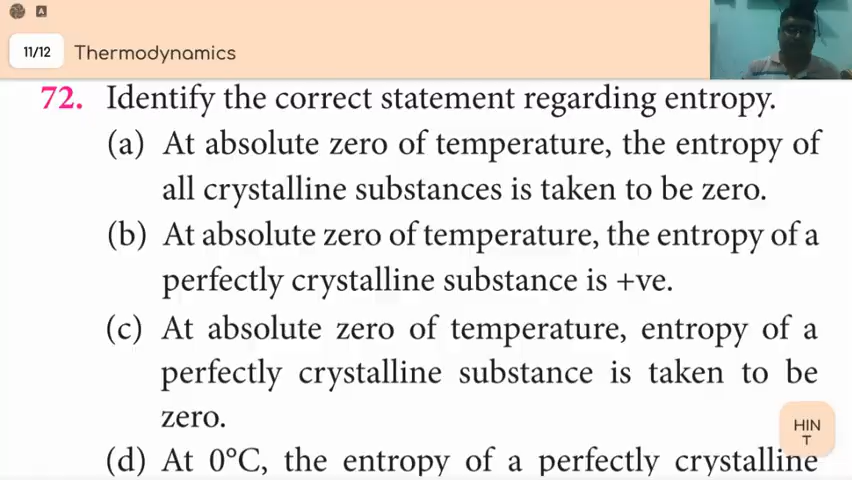 A
11/12 Thermodynamics
72. Identify the correct statement regarding entropy.
(a) At absolute zero of temperature, the entropy of
all crystalline substances is taken to be zero.
(b) At absolute zero of temperature, the entropy of a
perfectly crystalline substance is +ve.
(c) At absolute zero of temperature, entropy of a
perfectly crystalline substance is taken to be
zero.
HIN
T
(d) At 0°C, the entropy of a perfectly crystalline